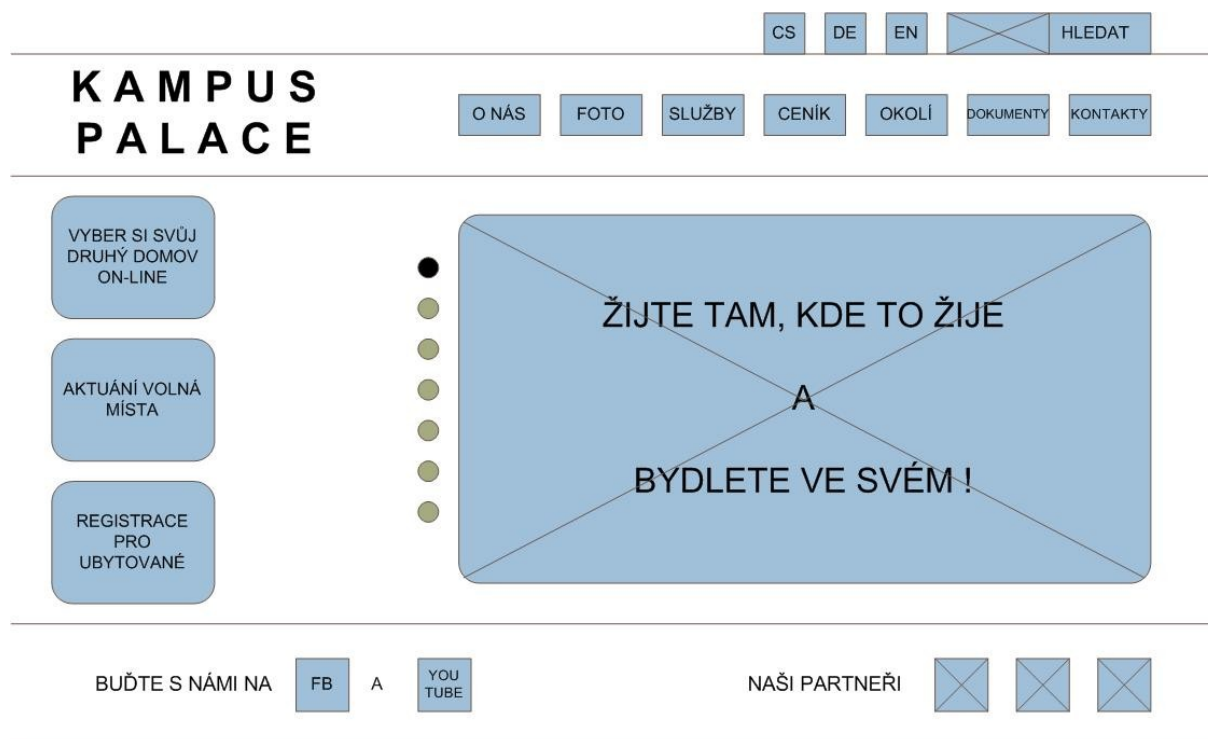 CS DE EN HLEDAT
KAMPUS
PALACE
O NÁS FOTO SLUŽBY CENÍK OKOLÍ DOKUMENTY KONTAKTY
VYBER SI SVŮJ
DRUHÝ DOMOV
ON-LINE
AKTUÁNÍ VOLNÁ
MÍSTA
REGISTRACE
PRO
UBYTOVANÉ
ŽIJTE TAM, KDE TO ŽIJE
A
BYDLETE VE SVÉM !
BUĎTE S NÁMI NA FB A YOU
TUBE
NAŠI PARTNEŘI